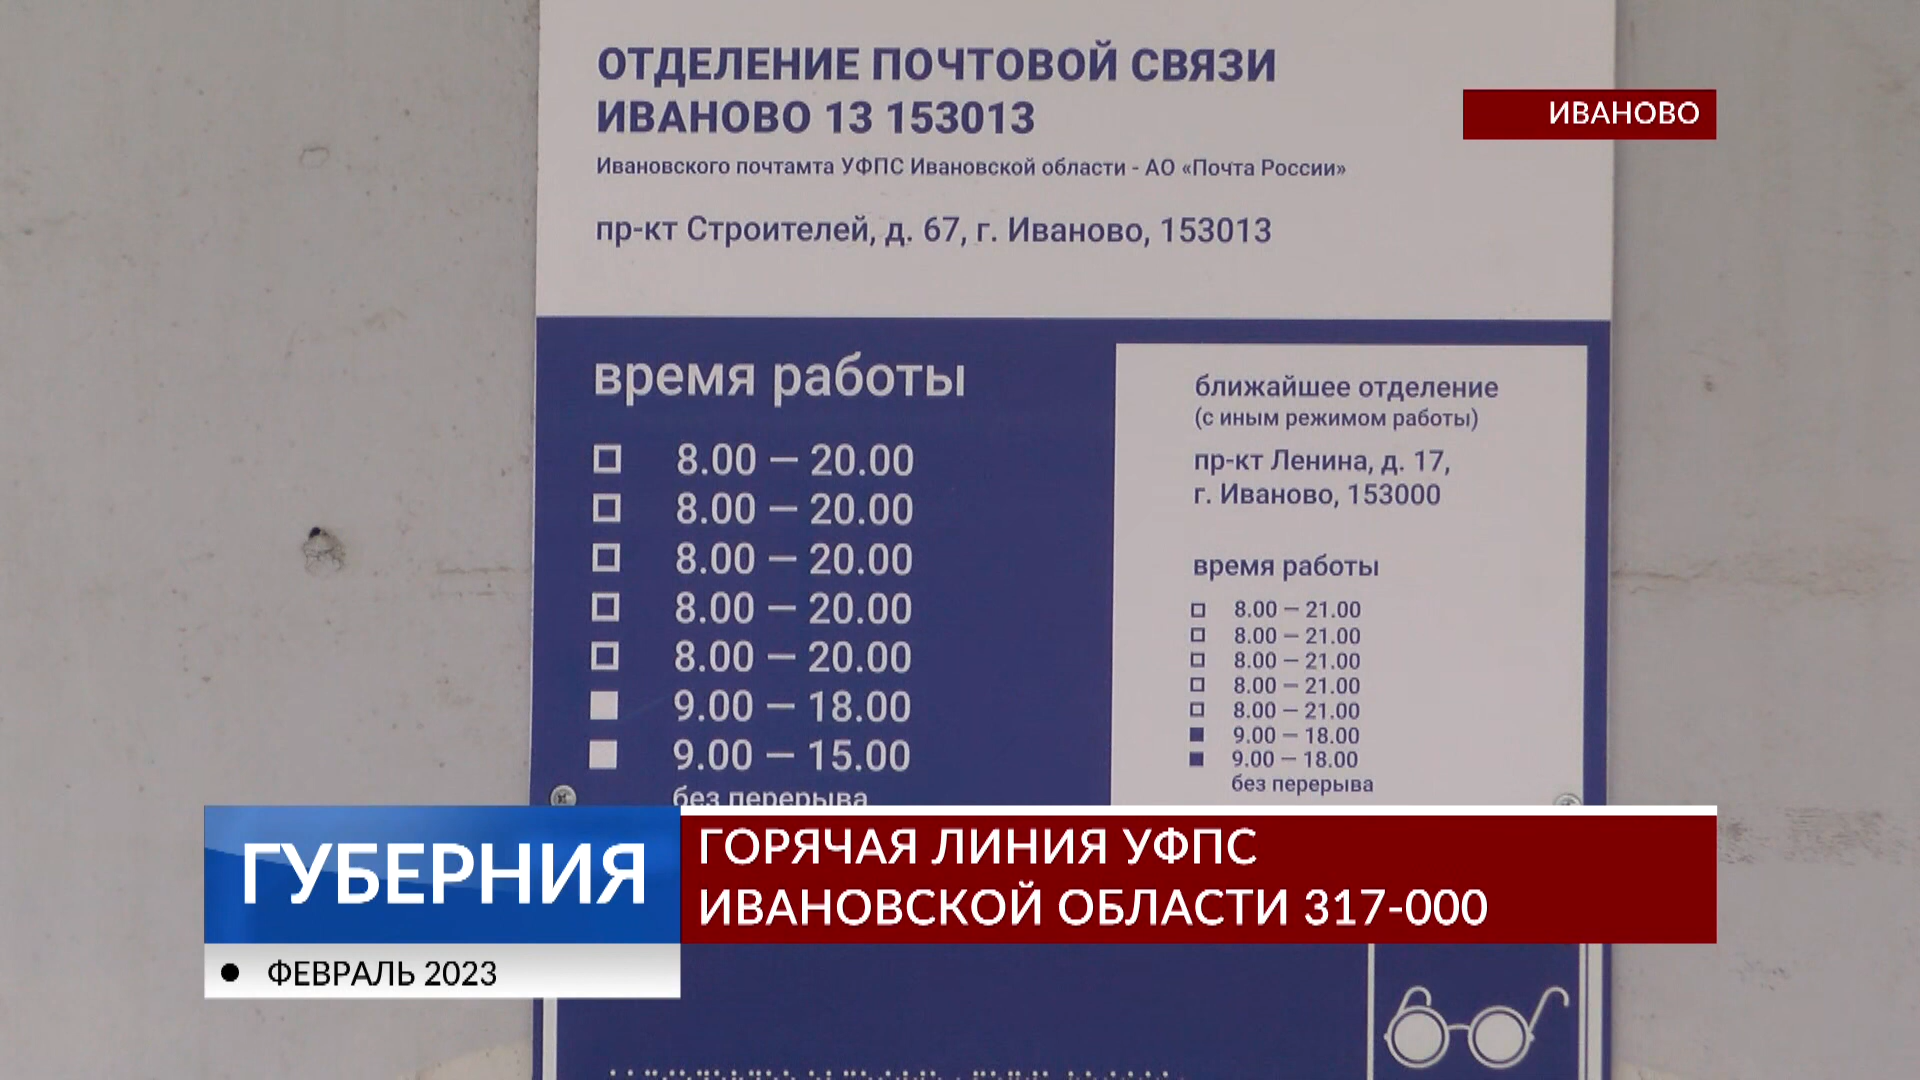 ОТДЕЛЕНИЕ ПОЧТОВОЙ СВЯЗИ
ИВАНОВО 13 153013
Ивановского почтамта УФПС Ивановской области - АО «Почта России»
пр-кт Строителей, д. 67, г. Иваново, 153013
ИВАНОВО
время работы
8.00 — 20.00
8.00 — 20.00
8.00 — 20.00
8.00 — 20.00
8.00 — 20.00
9.00 — 18.00
9.00 — 15.00
без перерыва
ближайшее отделение
(с иным режимом работы)
пр-кт Ленина, д. 17,
г. Иваново, 153000
время работы
8.00 — 21.00
8.00 — 21.00
8.00 — 21.00
8.00 — 21.00
8.00 — 21.00
9.00 — 18.00
9.00 — 18.00
без перерыва
ГУБЕРНИЯ
ГОРЯЧАЯ ЛИНИЯ УФПС
ИВАНОВСКОЙ ОБЛАСТИ 317-000
ФЕВРАЛЬ 2023